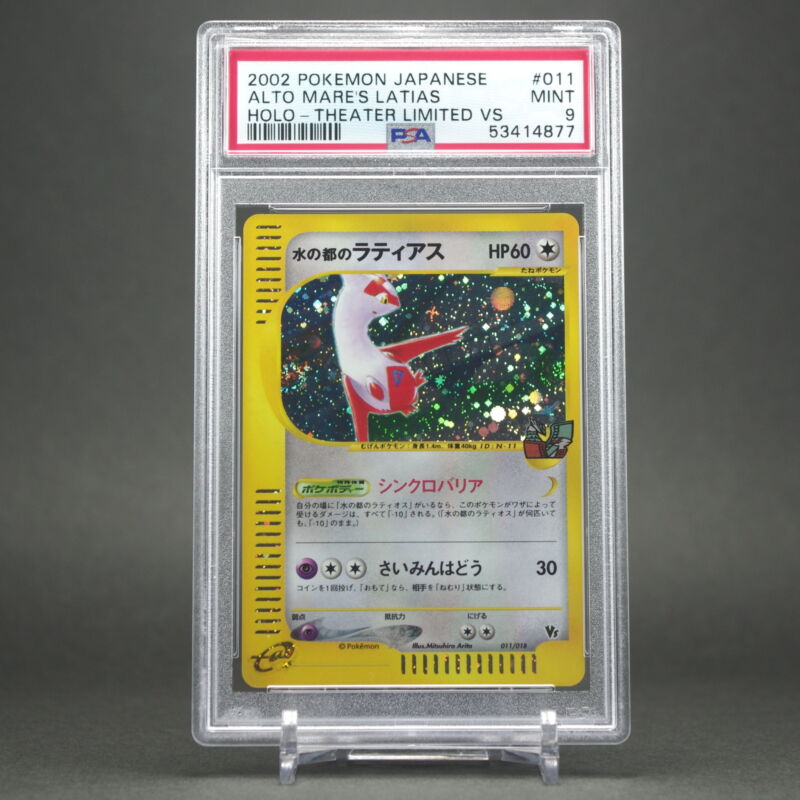 2002 POKEMON JAPANESE #011
ALTO MARE'S LATIAS MINT
HOLO - THEATER LIMITED VS 9
PSA 53414877
水の都のラティアス HP60
たねポケモン
むげんポケモン：身長1.4m、体重40kg ID；N-11
特殊体質
ポケボディー シンクロバリア
自分の場に「水の都のラティオス」がいるなら、このポケモンがワザによって
受けるダメージは、すべて「-10」される。（「水の都のラティオス」が何匹いて
も、「-10」のまま。）
さいみんはどう 30
コインを1回投げ、「おもて」なら、相手を「ねむり」状態にする。
弱点 抵抗力 にげる
VS
©Pokémon Illus.Mitsuhiro Arita 011/018